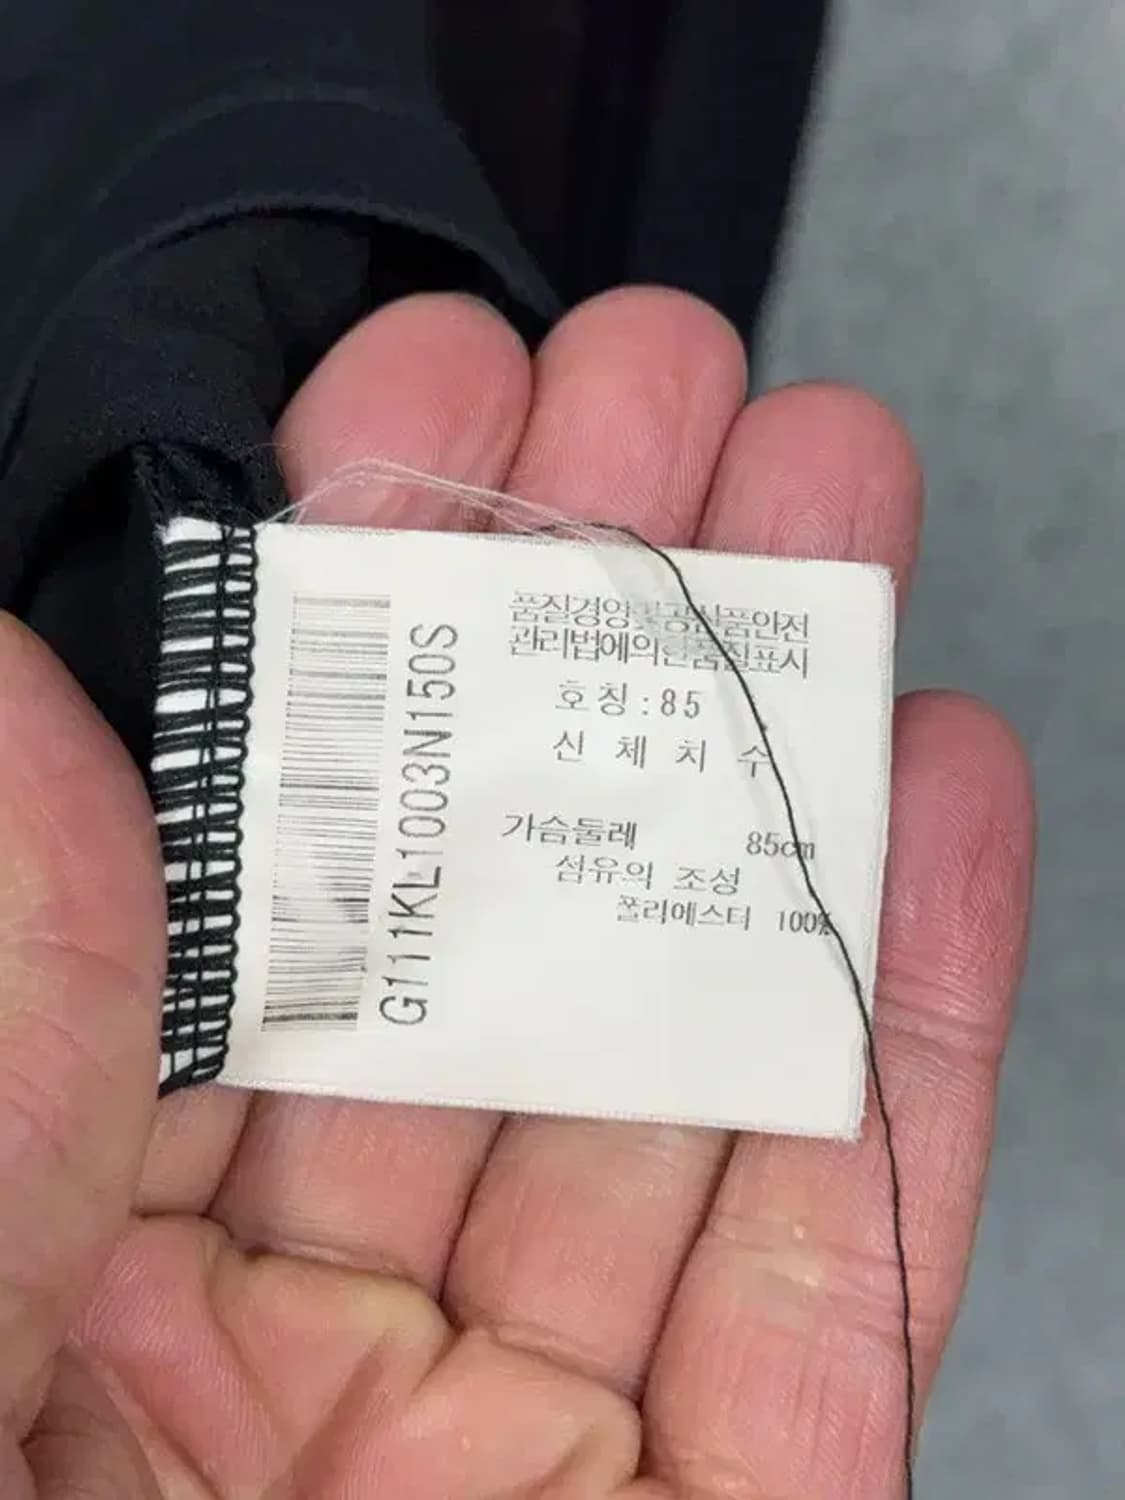 품질경영및공산품안전
관리법에의한품질표시
호칭:85
신 체 치 수
가슴둘레 85cm
섬유의 조성
폴리에스터 100%
G111KL1003N150S